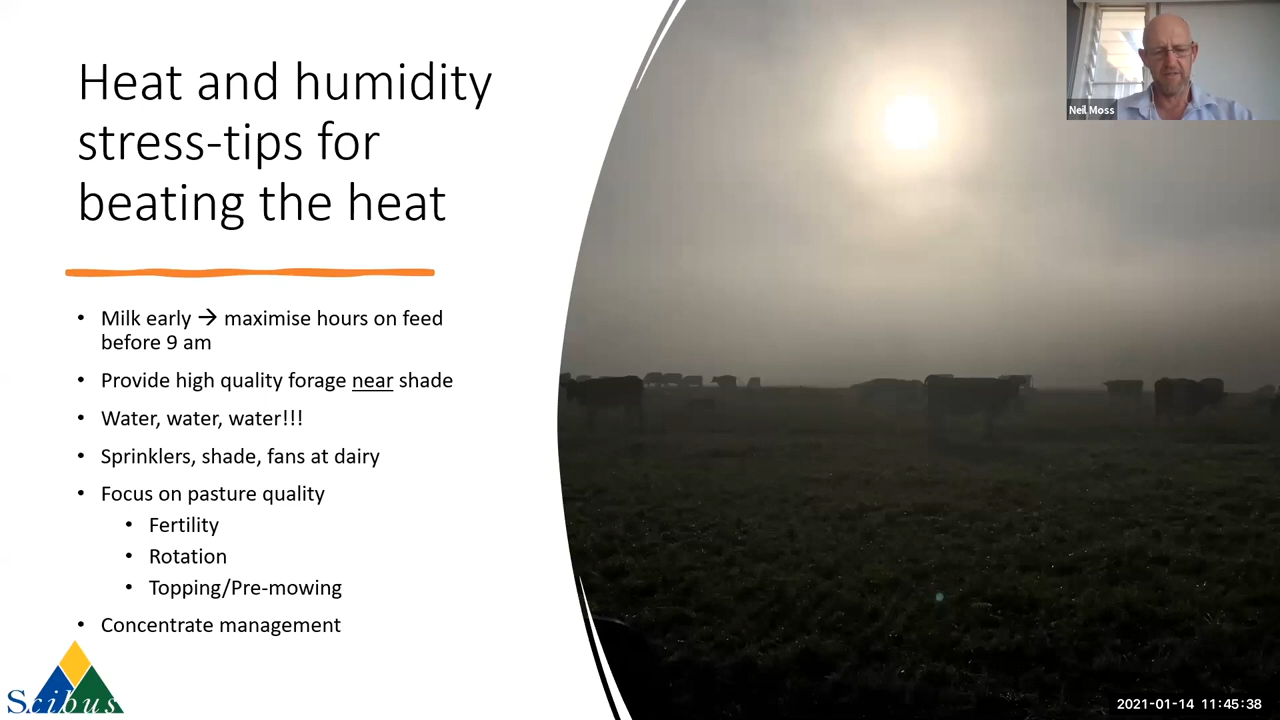 Heat and humidity
stress-tips for
beating the heat
• Milk early → maximise hours on feed
before 9 am
• Provide high quality forage near shade
• Water, water, water!!!
• Sprinklers, shade, fans at dairy
• Focus on pasture quality
• Fertility
• Rotation
• Topping/Pre-mowing
• Concentrate management
Scibus
Neil Moss
2021-01-14 11:45:38